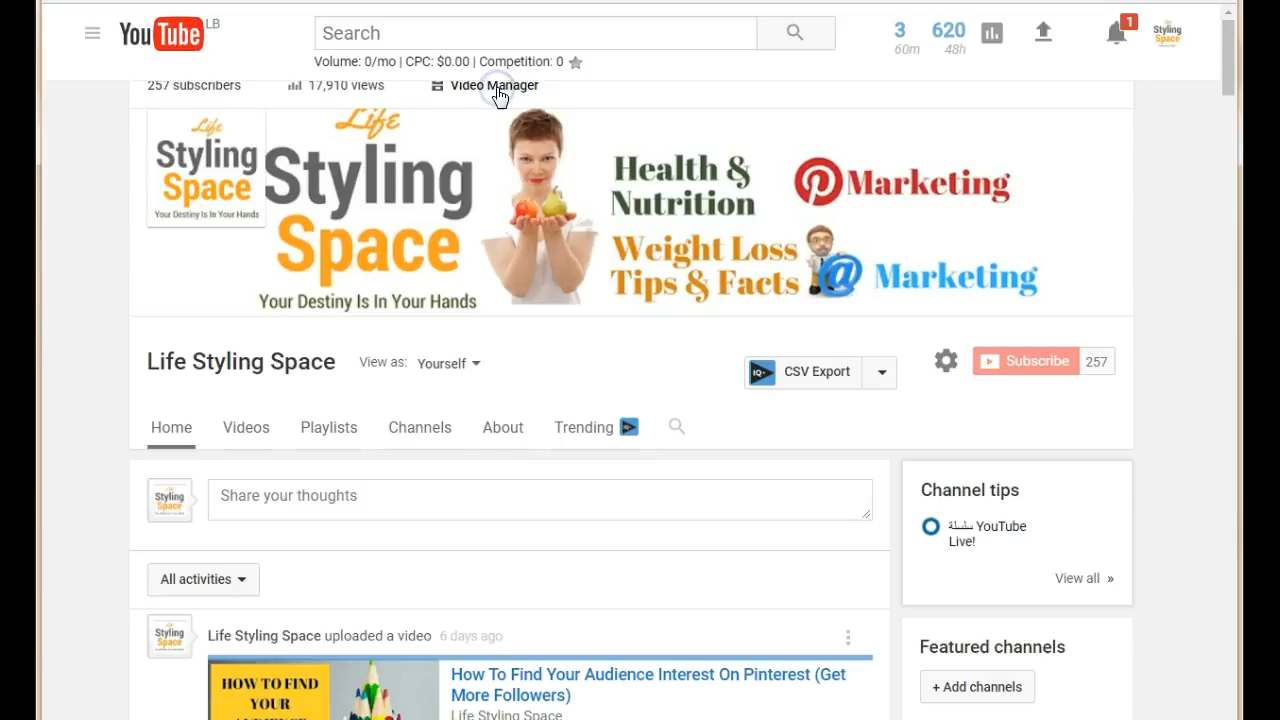 YouTube LB
Search
3 60m 620 48h
1
Styling Space
Volume: 0/mo | CPC: $0.00 | Competition: 0
257 subscribers 17,910 views Video Manager
Life Styling Space Your Destiny Is In Your Hands
Life
Styling
Space
Your Destiny Is In Your Hands
Health &
Nutrition
Weight Loss
Tips & Facts
Marketing
@ Marketing
Life Styling Space View as: Yourself
IQ+ CSV Export
Subscribe 257
Home Videos Playlists Channels About Trending IQ+
Styling Space
Share your thoughts
Channel tips
سلسلة YouTube
Live!
View all »
All activities
Styling Space
Life Styling Space uploaded a video 6 days ago
HOW TO FIND
YOUR
How To Find Your Audience Interest On Pinterest (Get
More Followers)
Life Styling Space
Featured channels
+ Add channels